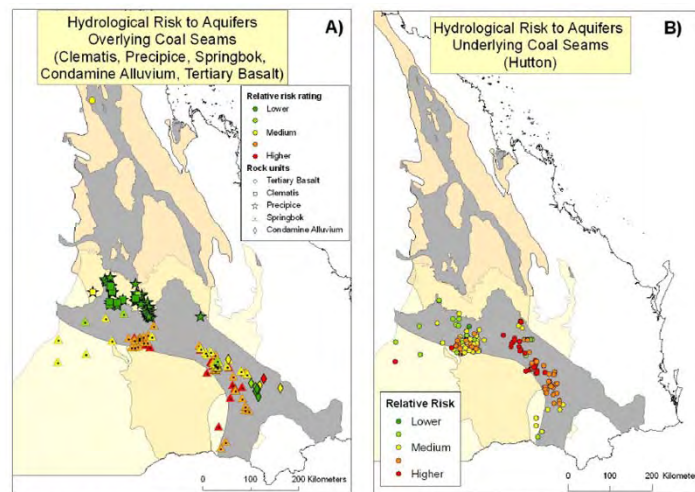 Hydrological Risk to Aquifers
Overlying Coal Seams
(Clematis, Precipice, Springbok,
Condamine Alluvium, Tertiary Basalt)
A)
Relative risk rating
Lower
Medium
Higher
Rock units
Tertiary Basalt
Clematis
Precipice
Springbok
Condamine Alluvium
0 100 200 Kilometers
Hydrological Risk to Aquifers
Underlying Coal Seams
(Hutton)
B)
Relative Risk
Lower
Medium
Higher
0 100 200 Kilometers